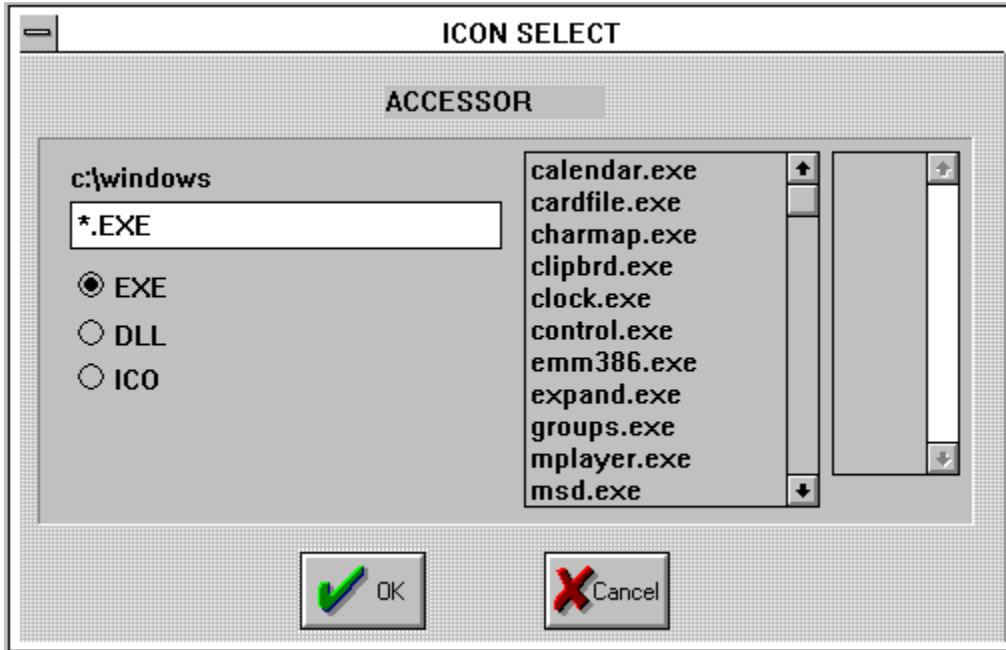 ICON SELECT
ACCESSOR
c:\windows
*.EXE
EXE
DLL
ICO
calendar.exe
cardfile.exe
charmap.exe
clipbrd.exe
clock.exe
control.exe
emm386.exe
expand.exe
groups.exe
mplayer.exe
msd.exe
OK
Cancel